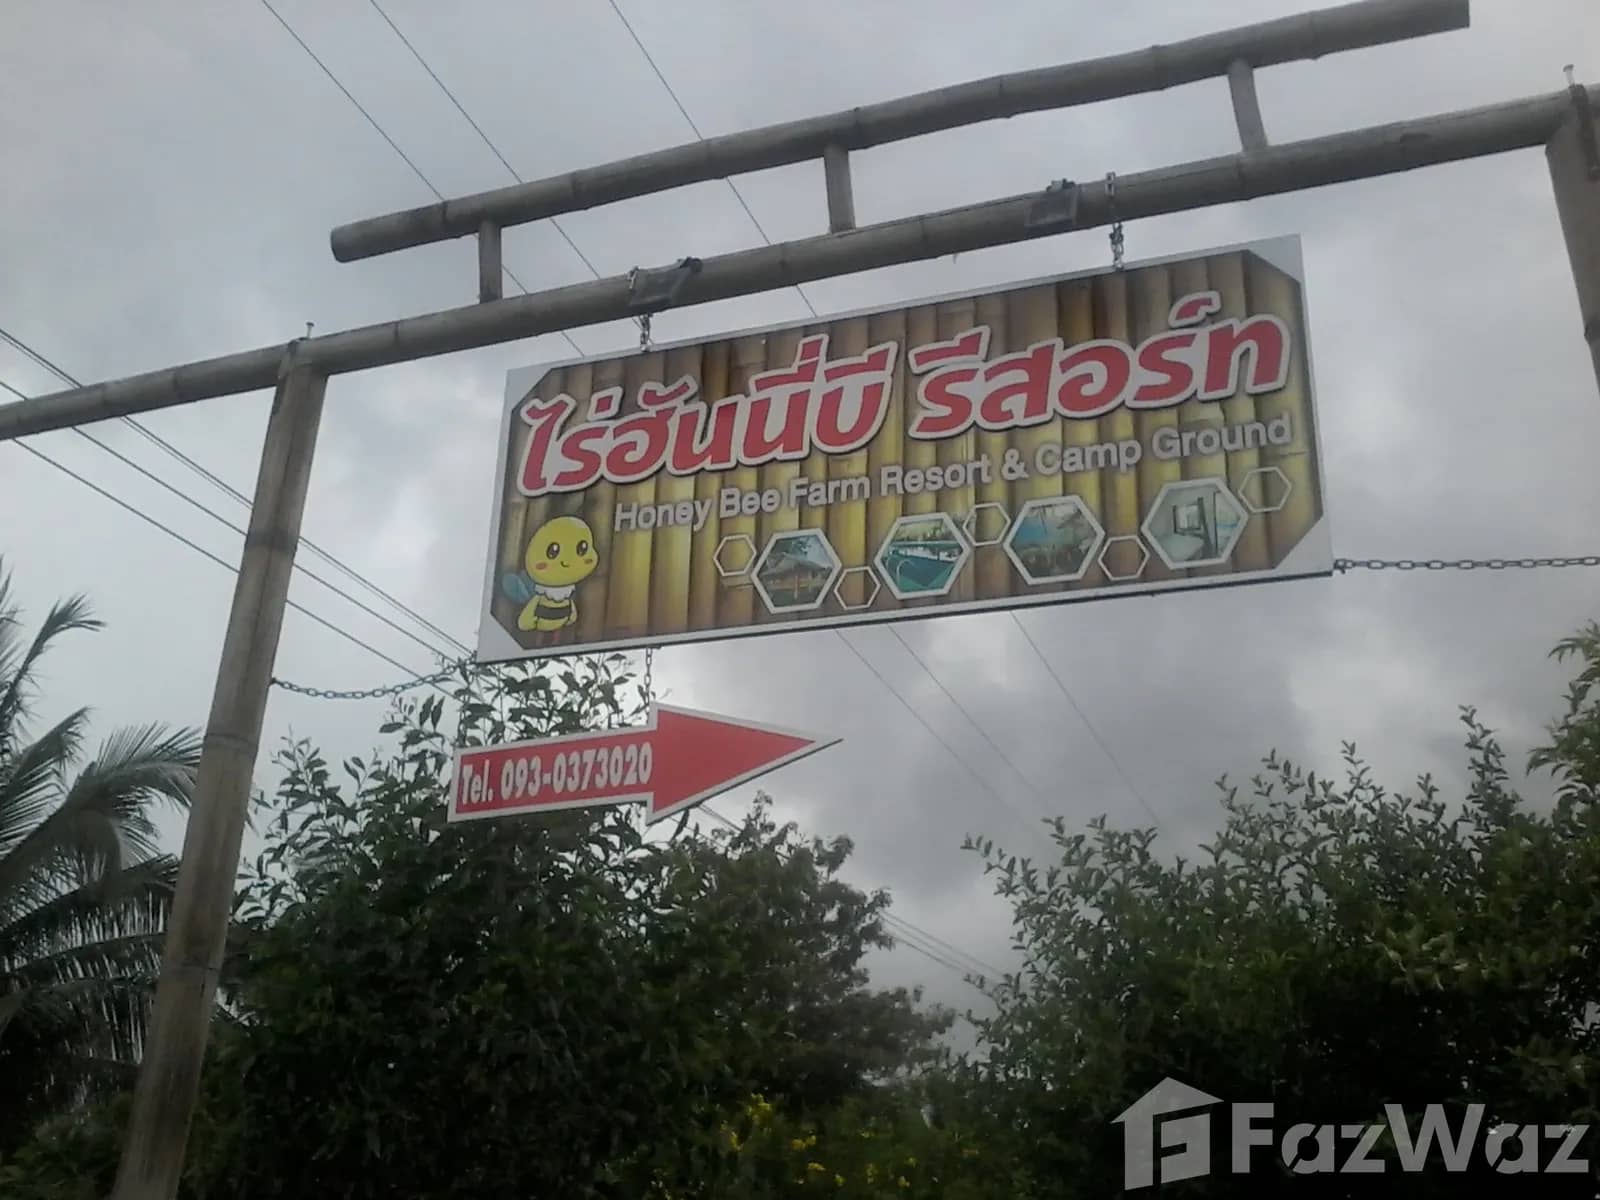 ไร่ฮันนี่บี รีสอร์ท
Honey Bee Farm Resort & Camp Ground
Tel. 093-0373020
FazWaz